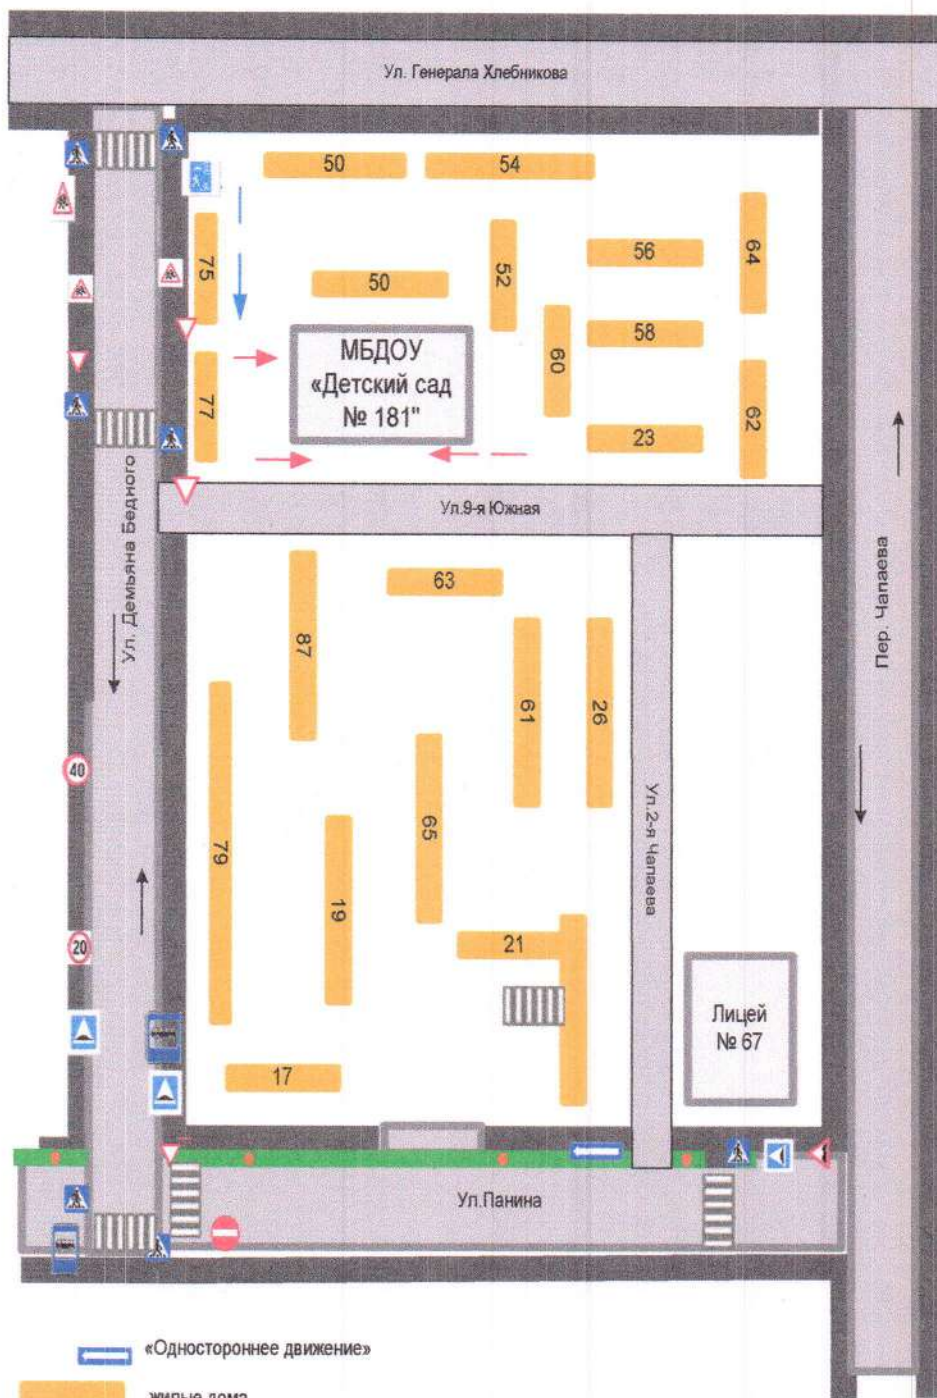 Ул. Генерала Хлебникова
50
54
75
50
52
56
64
МБДОУ
«Детский сад
№ 181"
60
58
77
23
62
Ул. Демьяна Бедного
Ул.9-я Южная
Пер. Чапаева
63
87
61
26
40
79
65
Ул.2-я Чапаева
19
20
21
Лицей
№ 67
17
Ул.Панина
«Одностороннее движение»
жилые дома